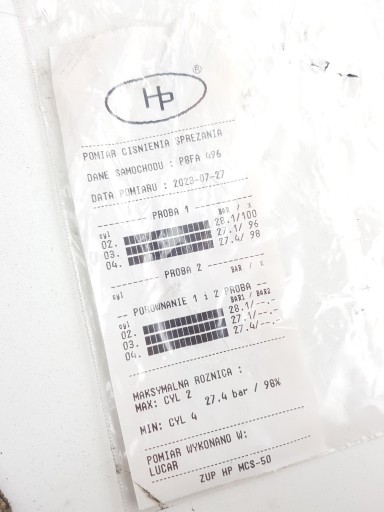 HP ®
POMIAR CISNIENIA SPREZANIA
DANE SAMOCHODU : P8FA 496
DATA POMIARU : 2023-07-27
PROBA 1
cyl BAR / %
02. 28.1/100
03. 27.1/ 96
04. 27.4/ 98
PROBA 2
cyl BAR / %
POROWNANIE 1 i 2 PROBA
cyl BAR1 / BAR2
02. 28.1/--.-
03. 27.1/--.-
04. 27.4/--.-
MAKSYMALNA ROZNICA :
MAX: CYL 2
MIN: CYL 4 27.4 bar / 98%
POMIAR WYKONANO W:
LUCAR
ZUP HP MCS-50